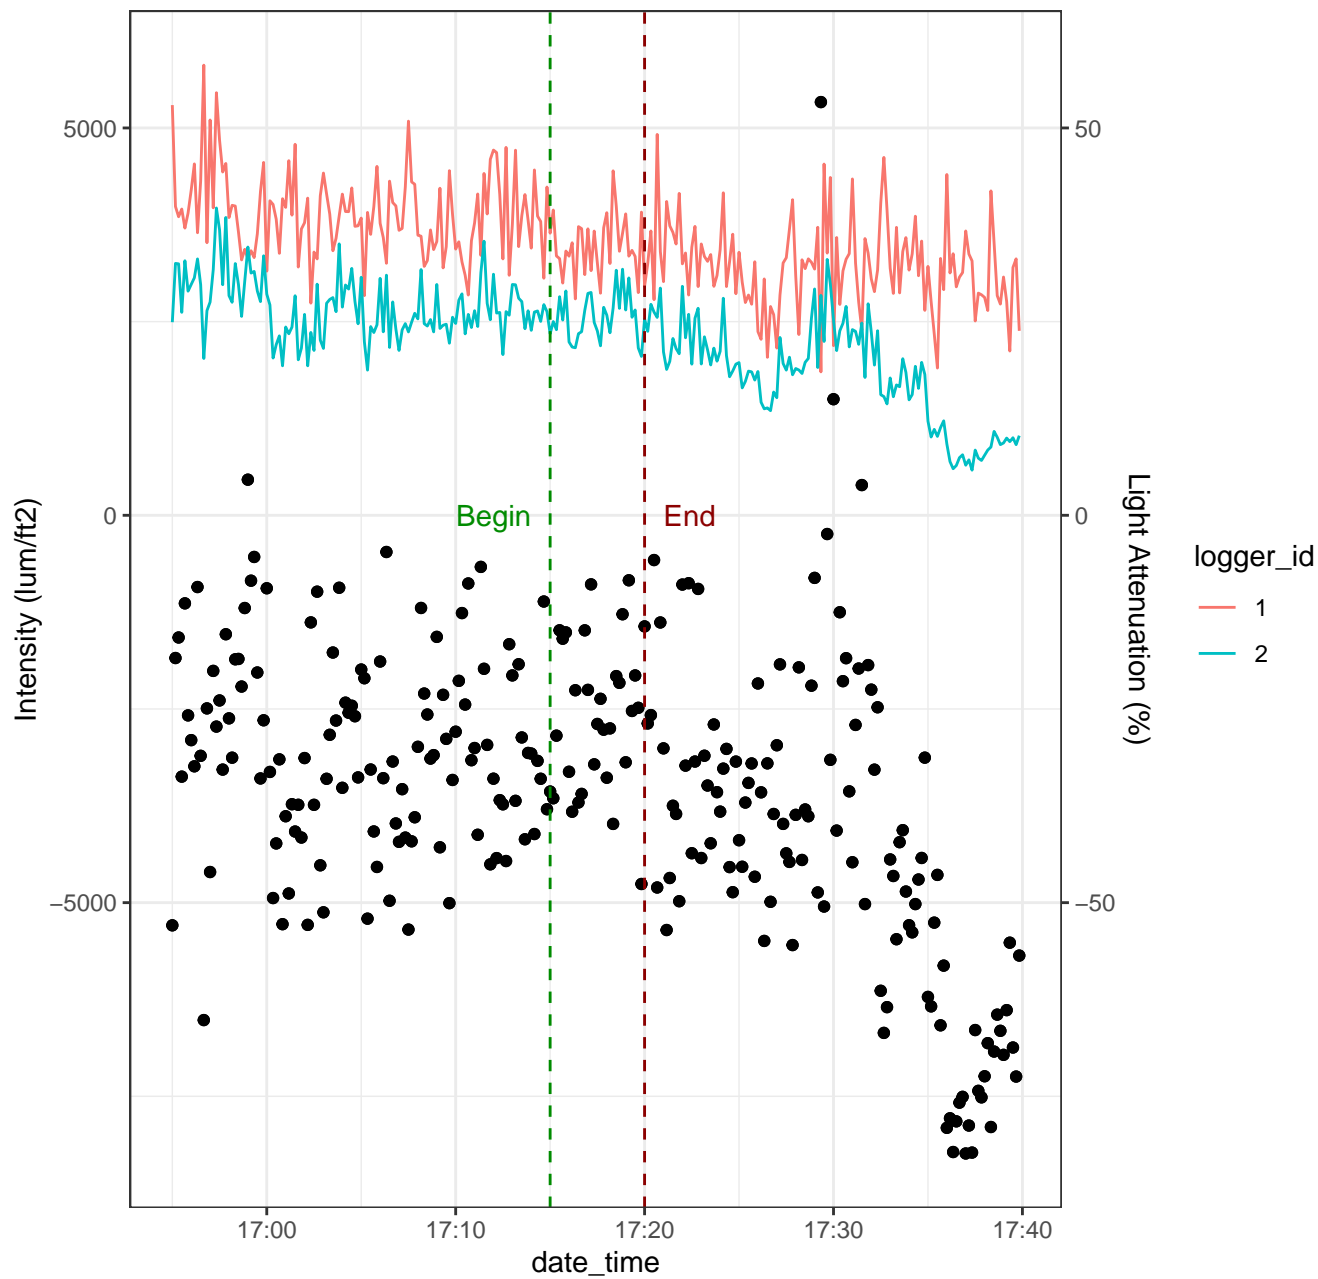 5000
0
−5000
50
0
−50
Intensity (lum/ft2)
Light Attenuation (%)
Begin
End
17:00
17:10
17:20
17:30
17:40
date_time
logger_id
1
2